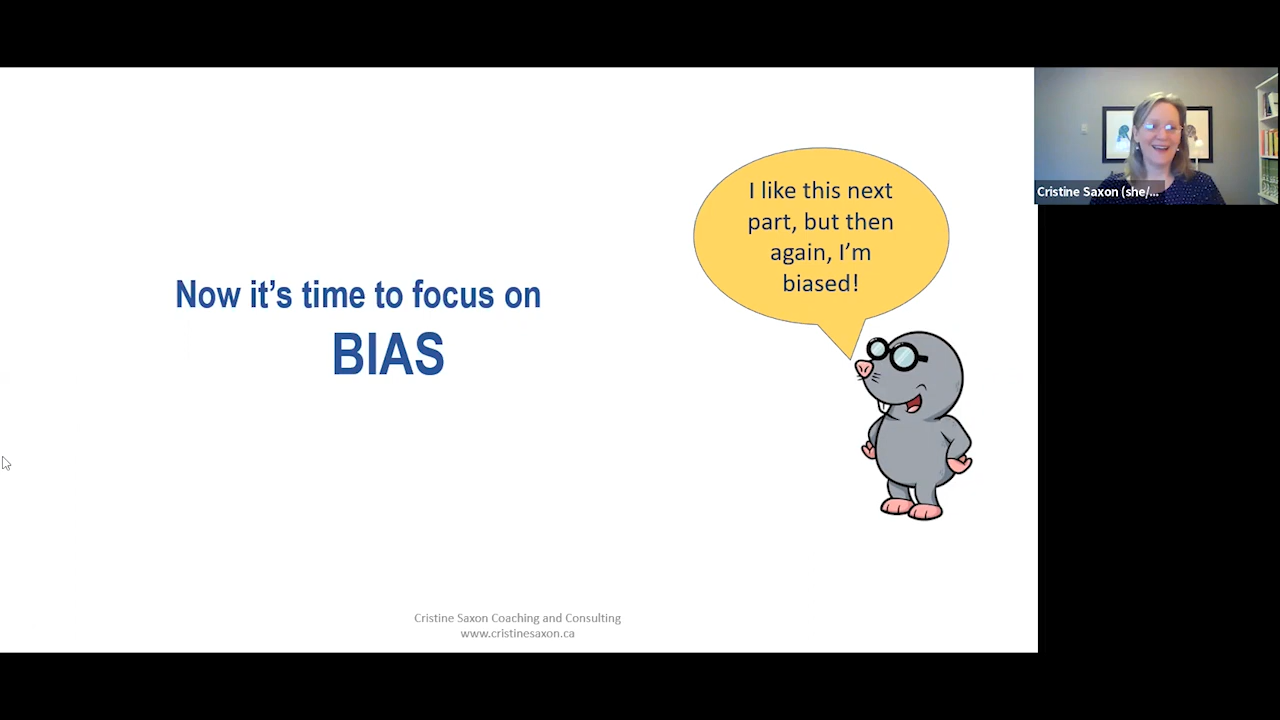 Now it's time to focus on
BIAS
I like this next
part, but then
again, I'm
biased!
Cristine Saxon (she/...
Cristine Saxon Coaching and Consulting
www.cristinesaxon.ca